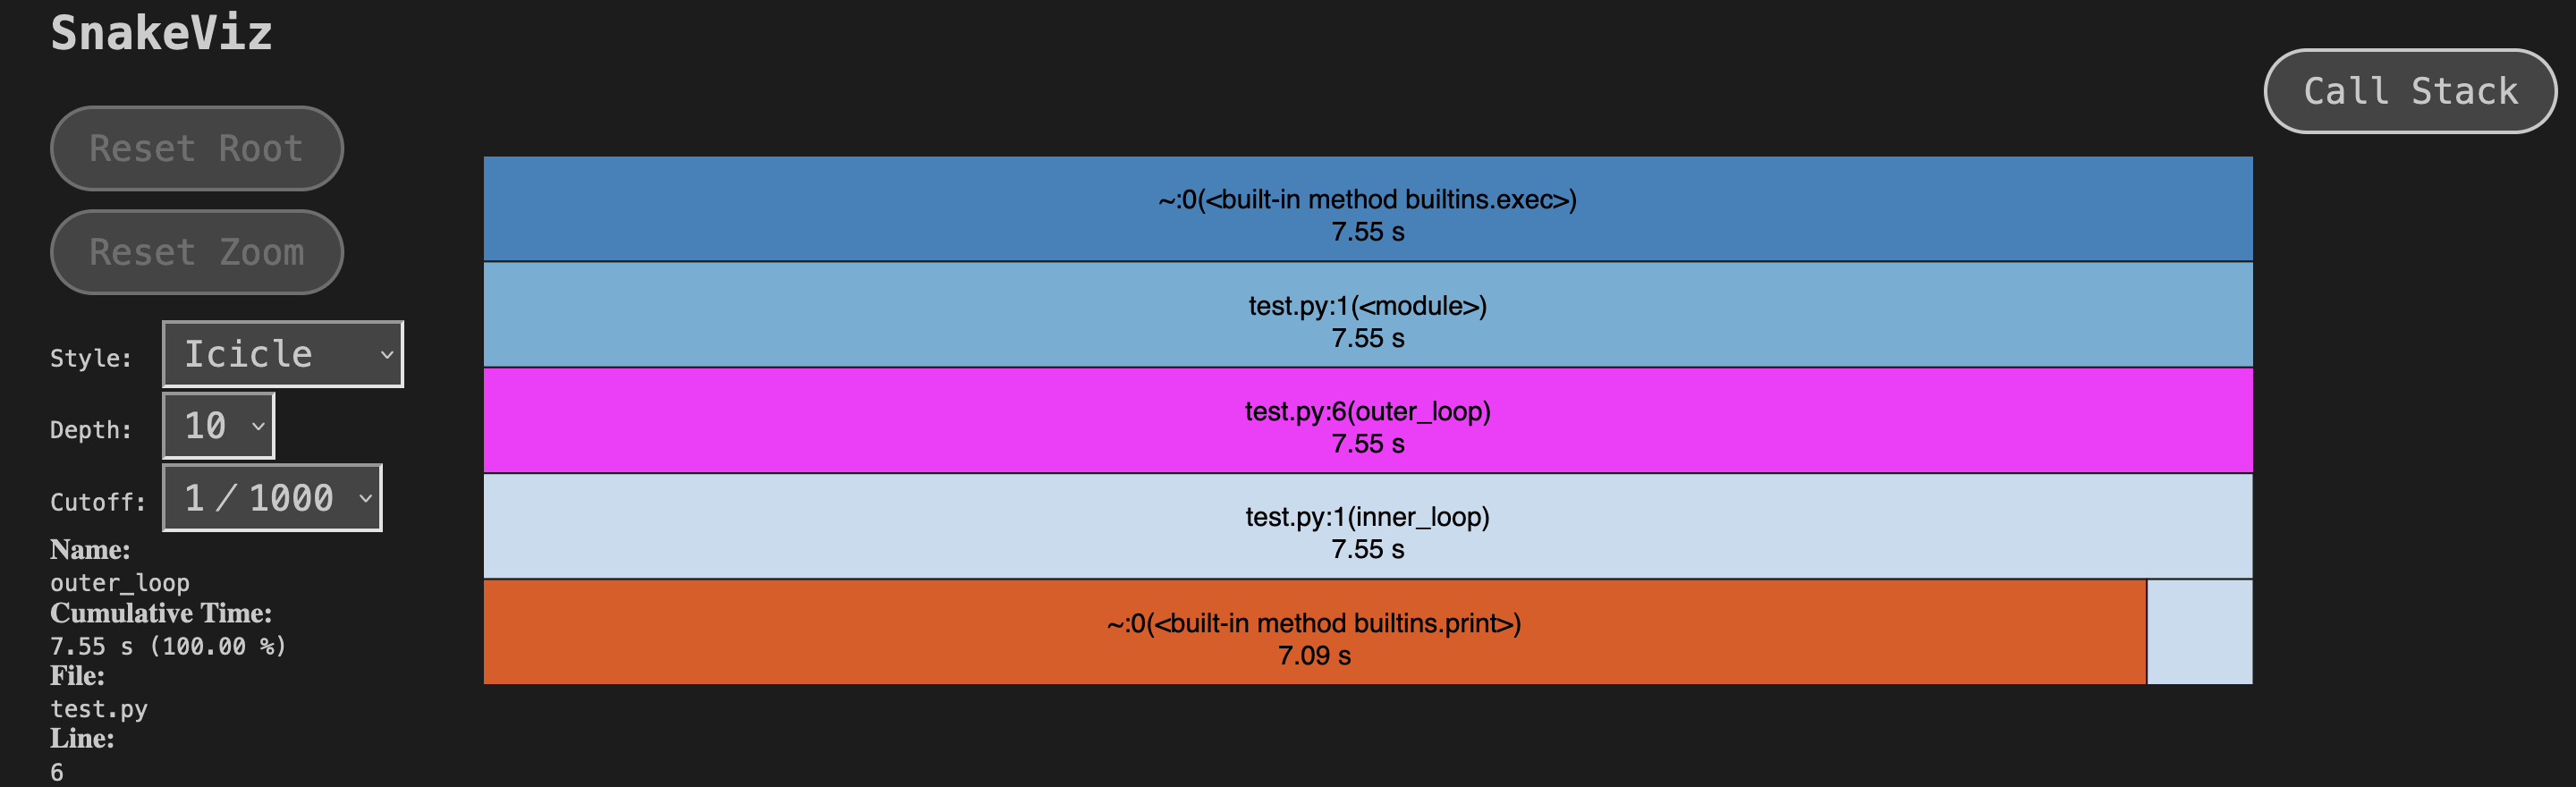 SnakeViz
Call Stack
Reset Root
Reset Zoom
Style: Icicle
Depth: 10
Cutoff: 1 / 1000
Name:
outer_loop
Cumulative Time:
7.55 s (100.00 %)
File:
test.py
Line:
6
~:0(<built-in method builtins.exec>)
7.55 s
test.py:1(<module>)
7.55 s
test.py:6(outer_loop)
7.55 s
test.py:1(inner_loop)
7.55 s
~:0(<built-in method builtins.print>)
7.09 s